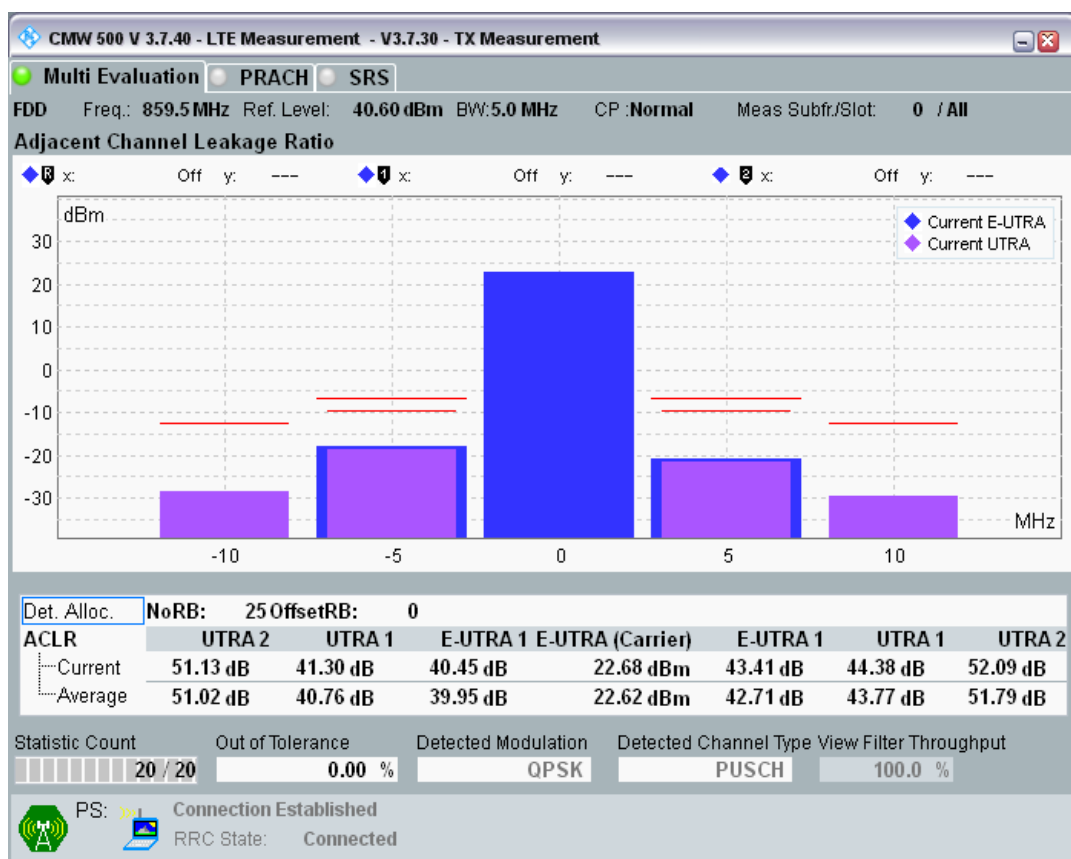 CMW 500 V 3.7.40 - LTE Measurement - V3.7.30 - TX Measurement
Multi Evaluation PRACH SRS
FDD Freq.: 859.5 MHz Ref. Level: 40.60 dBm BW:5.0 MHz CP :Normal Meas Subfr./Slot: 0 / All
Adjacent Channel Leakage Ratio
R x: Off y: --- 1 x: Off y: --- 2 x: Off y: ---
dBm
Current E-UTRA
Current UTRA
30
20
10
0
-10
-20
-30
MHz
-10 -5 0 5 10
Det. Alloc. NoRB: 25 OffsetRB: 0
ACLR UTRA 2 UTRA 1 E-UTRA 1 E-UTRA (Carrier) E-UTRA 1 UTRA 1 UTRA 2
Current 51.13 dB 41.30 dB 40.45 dB 22.68 dBm 43.41 dB 44.38 dB 52.09 dB
Average 51.02 dB 40.76 dB 39.95 dB 22.62 dBm 42.71 dB 43.77 dB 51.79 dB
Statistic Count Out of Tolerance Detected Modulation Detected Channel Type View Filter Throughput
20 / 20 0.00 % QPSK PUSCH 100.0 %
PS: Connection Established
RRC State: Connected